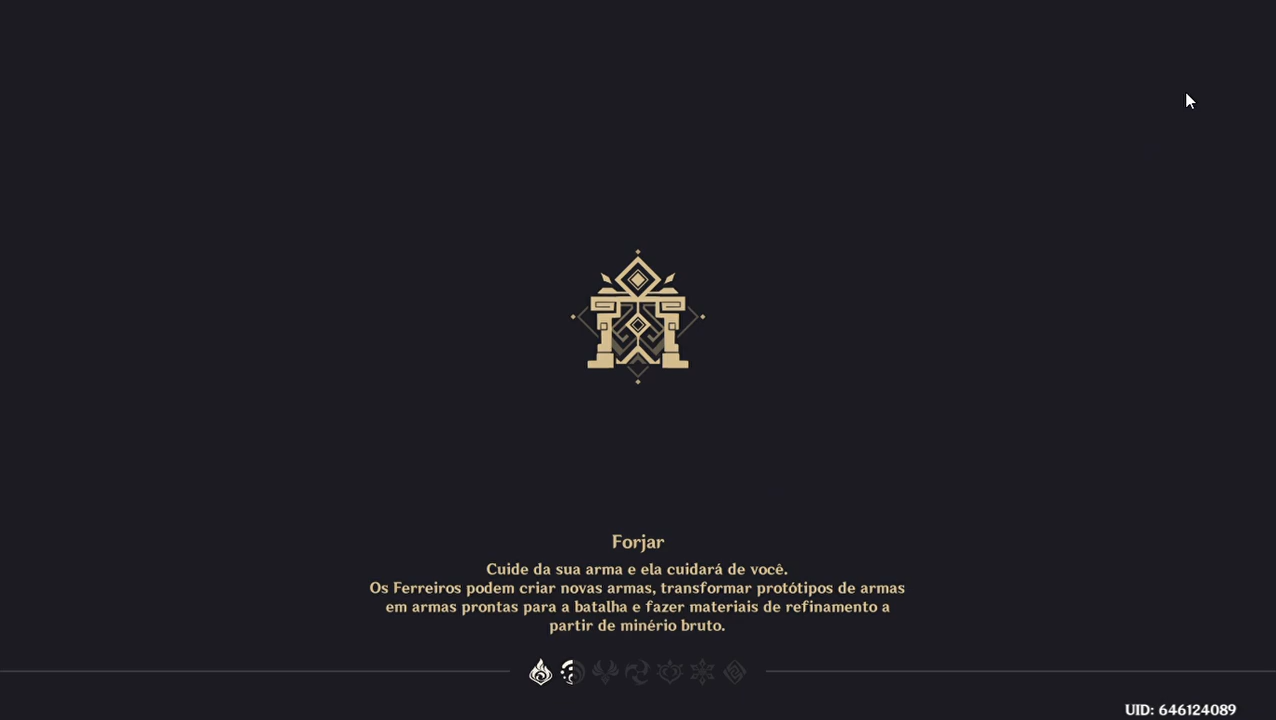 Forjar
Cuide da sua arma e ela cuidará de você.
Os Ferreiros podem criar novas armas, transformar protótipos de armas
em armas prontas para a batalha e fazer materiais de refinamento a
partir de minério bruto.
UID: 646124089